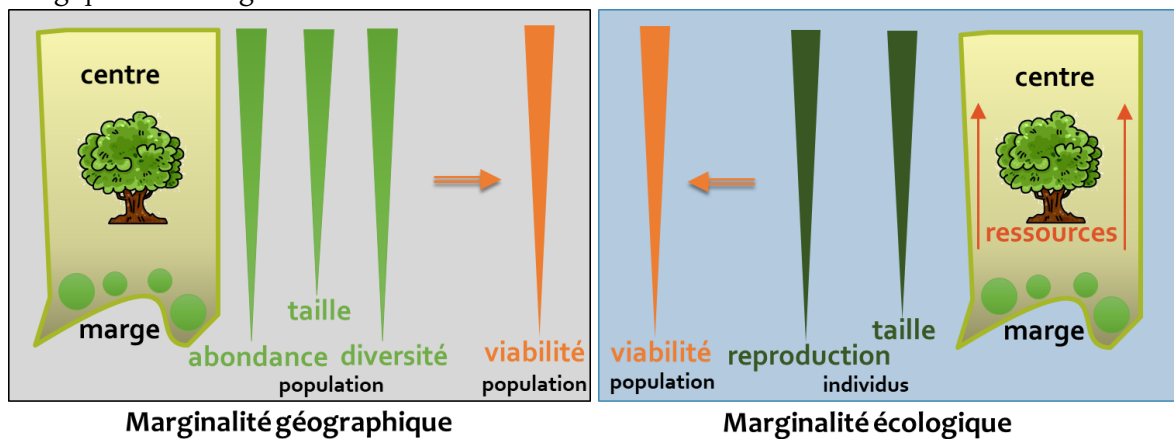 centre
marge
taille
abondance
diversité
population
viabilité
population
Marginalité géographique
viabilité
population
reproduction
taille
individus
centre
ressources
marge
Marginalité écologique